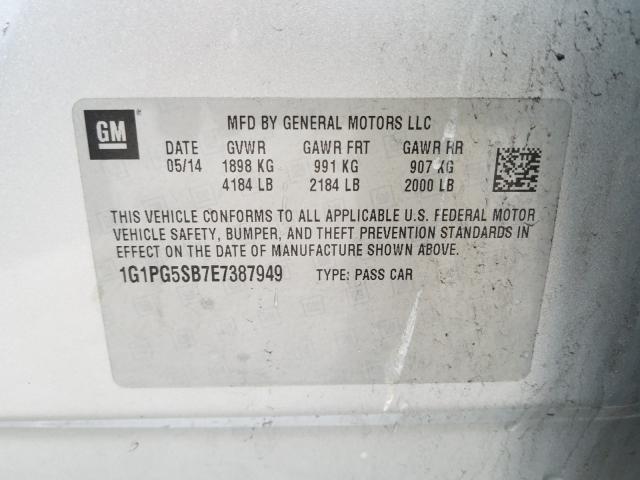 GM
MFD BY GENERAL MOTORS LLC
DATE GVWR GAWR FRT GAWR RR
05/14 1898 KG 991 KG 907 KG
4184 LB 2184 LB 2000 LB
THIS VEHICLE CONFORMS TO ALL APPLICABLE U.S. FEDERAL MOTOR
VEHICLE SAFETY, BUMPER, AND THEFT PREVENTION STANDARDS IN
EFFECT ON THE DATE OF MANUFACTURE SHOWN ABOVE.
1G1PG5SB7E7387949 TYPE: PASS CAR